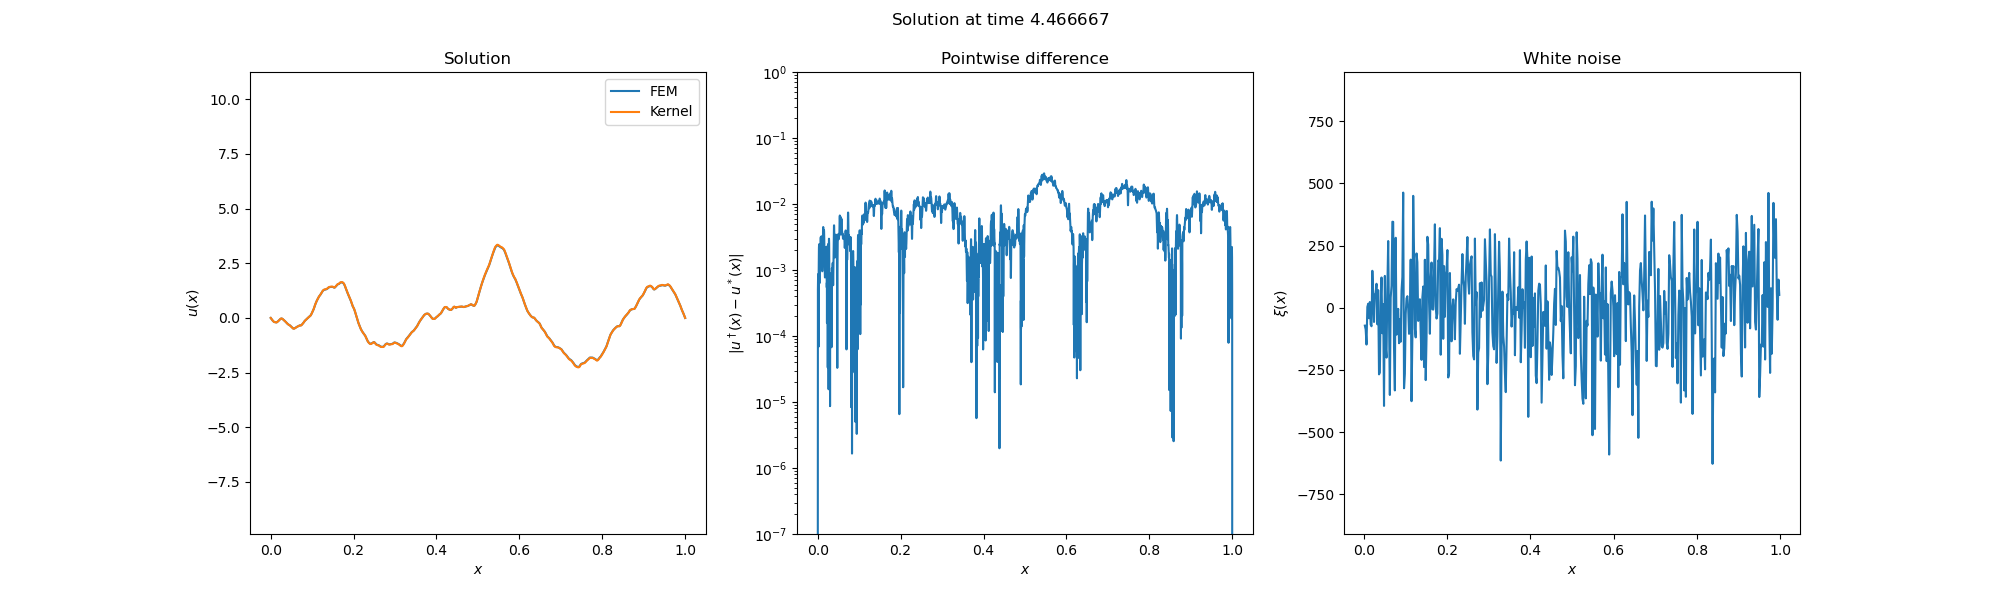 Solution at time 4.466667
Solution
10.0
7.5
5.0
2.5
0.0
−2.5
−5.0
−7.5
u(x)
FEM
Kernel
0.0 0.2 0.4 0.6 0.8 1.0
x
Pointwise difference
10⁰
10⁻¹
10⁻²
10⁻³
10⁻⁴
10⁻⁵
10⁻⁶
10⁻⁷
|u†(x) − u*(x)|
0.0 0.2 0.4 0.6 0.8 1.0
x
White noise
750
500
250
0
−250
−500
−750
ξ(x)
0.0 0.2 0.4 0.6 0.8 1.0
x